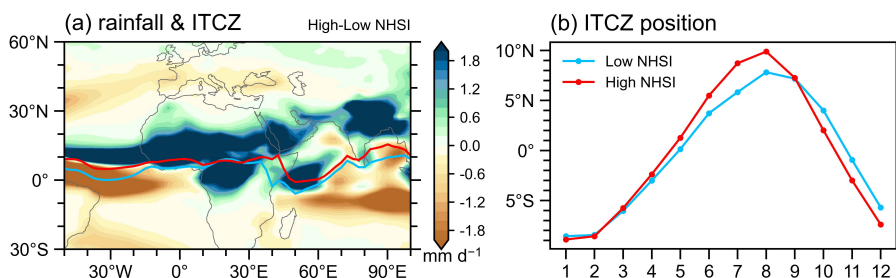 (a) rainfall & ITCZ High-Low NHSI
60°N
30°N
0°
30°S
30°W 0° 30°E 60°E 90°E
1.8
1.2
0.6
0.0
-0.6
-1.2
-1.8
mm d⁻¹
(b) ITCZ position
10°N
5°N
0°
5°S
Low NHSI
High NHSI
1 2 3 4 5 6 7 8 9 10 11 12